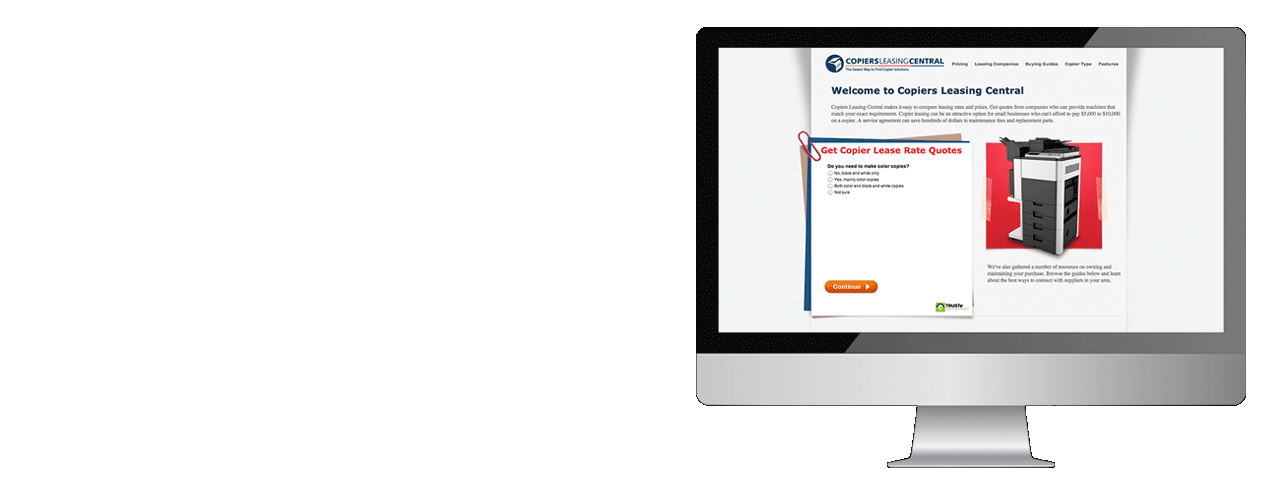 COPIERSLEASINGCENTRAL
The Easiest Way to Find Copier Solutions
Pricing Leasing Companies Buying Guides Copier Type Features
Welcome to Copiers Leasing Central
Copiers Leasing Central makes it easy to compare leasing rates and prices. Get quotes from companies who can provide machines that
match your exact requirements. Copier leasing can be an attractive option for small businesses who can't afford to pay $5,000 to $10,000
on a copier. A service agreement can save hundreds of dollars in maintenance fees and replacement parts.
Get Copier Lease Rate Quotes
Do you need to make color copies?
No, black and white only
Yes, mainly color copies
Both color and black and white copies
Not sure
Continue
TRUSTe
We've also gathered a number of resources on owning and
maintaining your purchase. Browse the guides below and learn
about the best ways to connect with suppliers in your area.